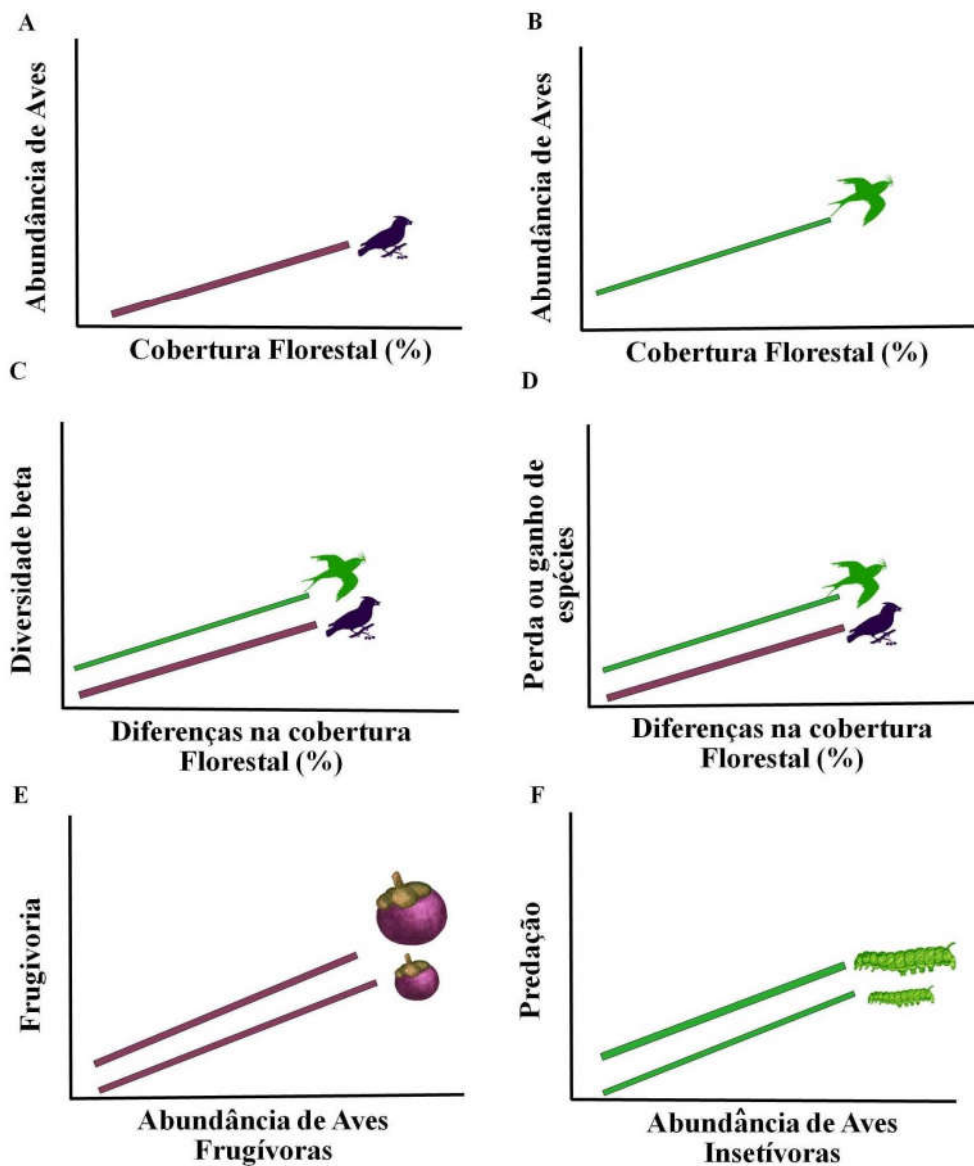 A
Abundância de Aves
Cobertura Florestal (%)
B
Abundância de Aves
Cobertura Florestal (%)
C
Diversidade beta
Diferenças na cobertura
Florestal (%)
D
Perda ou ganho de
espécies
Diferenças na cobertura
Florestal (%)
E
Frugivoria
Abundância de Aves
Frugívoras
F
Predação
Abundância de Aves
Insetívoras